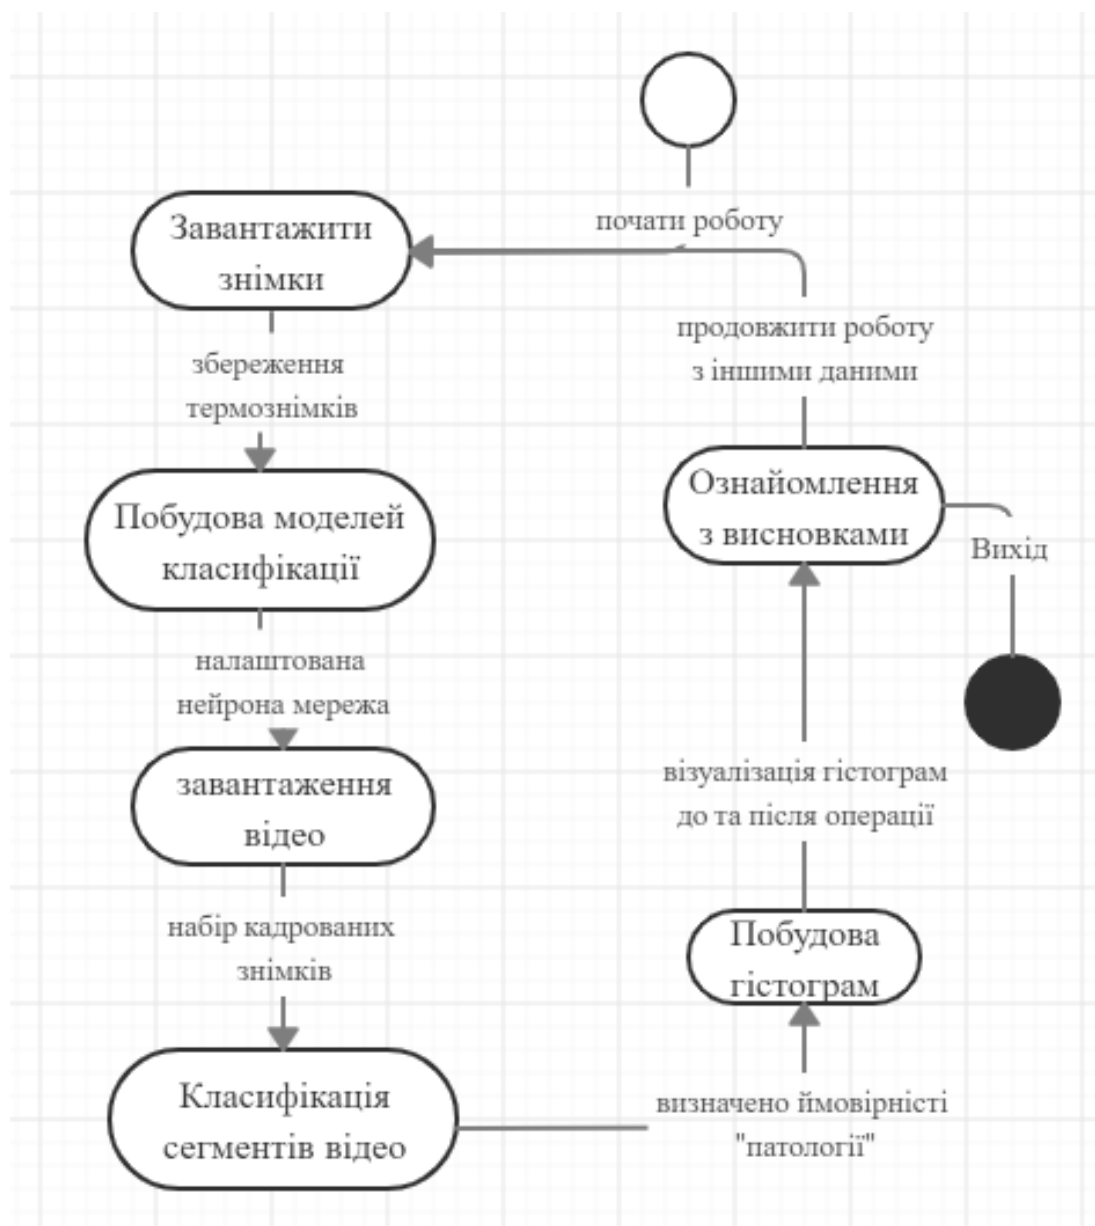 почати роботу
Завантажити
знімки
збереження
термознімків
Побудова моделей
класифікації
налаштована
нейрона мережа
завантаження
відео
набір кадрованих
знімків
Класифікація
сегментів відео
визначено ймовірністі
"патології"
Побудова
гістограм
візуалізація гістограм
до та після операції
Ознайомлення
з висновками
продовжити роботу
з іншими даними
Вихід